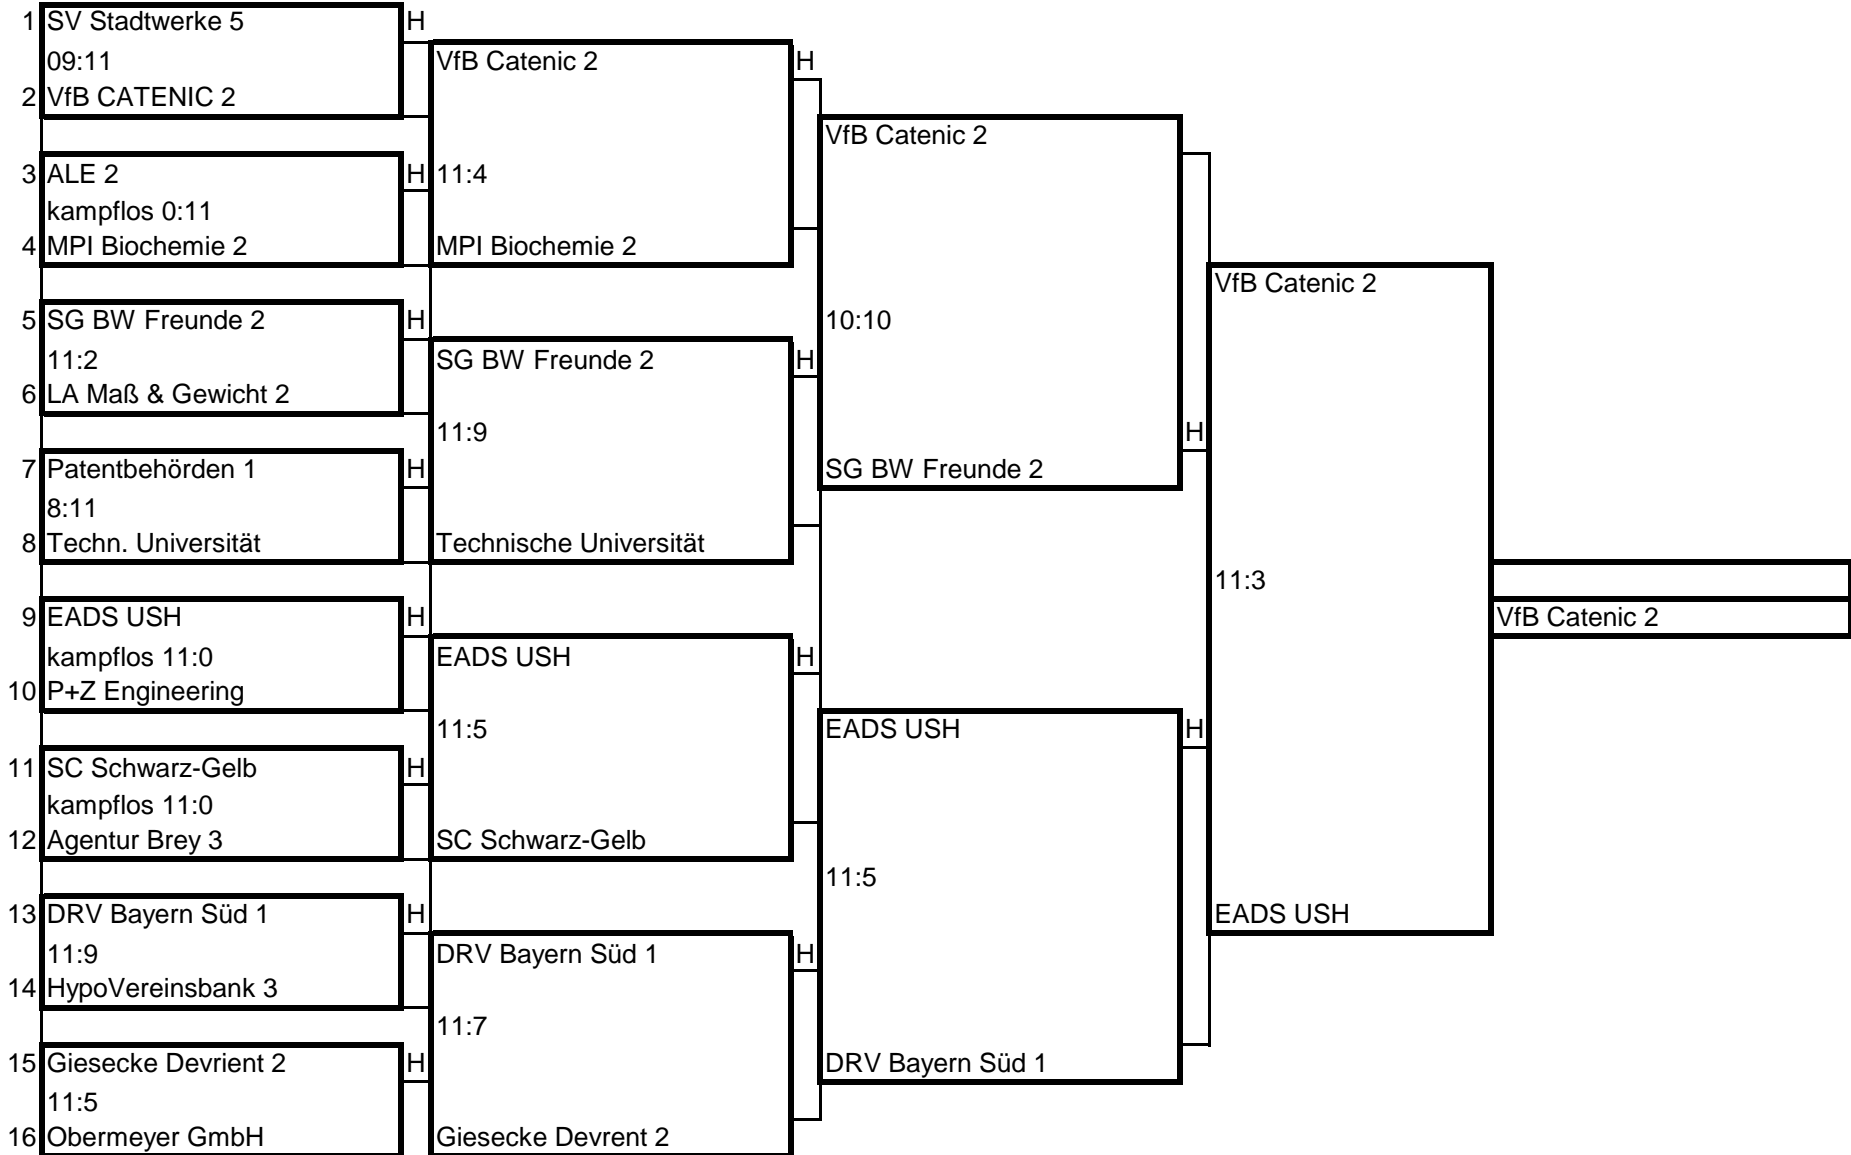 1 SV Stadtwerke 5 H
09:11
2 VfB CATENIC 2
3 ALE 2 H
kampflos 0:11
4 MPI Biochemie 2
5 SG BW Freunde 2 H
11:2
6 LA Maß & Gewicht 2
7 Patentbehörden 1 H
8:11
8 Techn. Universität
9 EADS USH H
kampflos 11:0
10 P+Z Engineering
11 SC Schwarz-Gelb H
kampflos 11:0
12 Agentur Brey 3
13 DRV Bayern Süd 1 H
11:9
14 HypoVereinsbank 3
15 Giesecke Devrient 2 H
11:5
16 Obermeyer GmbH
VfB Catenic 2 H
11:4
MPI Biochemie 2
SG BW Freunde 2 H
11:9
Technische Universität
EADS USH H
11:5
SC Schwarz-Gelb
DRV Bayern Süd 1 H
11:7
Giesecke Devrent 2
VfB Catenic 2
10:10
H
SG BW Freunde 2
EADS USH H
11:5
DRV Bayern Süd 1
VfB Catenic 2
11:3
EADS USH
VfB Catenic 2